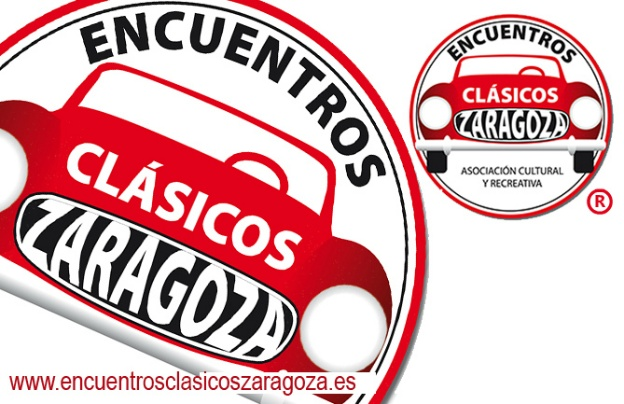 ENCUENTROS
CLÁSICOS
ZARAGOZA
www.encuentrosclasicoszaragoza.es
ENCUENTROS
CLÁSICOS
ZARAGOZA
ASOCIACIÓN CULTURAL
Y RECREATIVA
®